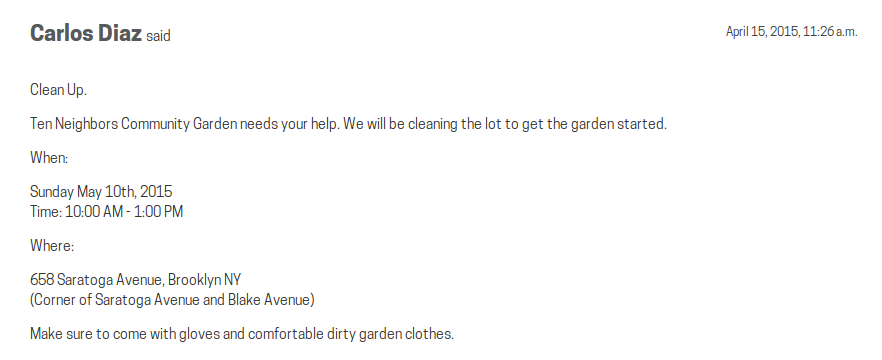 Carlos Diaz said
April 15, 2015, 11:26 a.m.
Clean Up.
Ten Neighbors Community Garden needs your help. We will be cleaning the lot to get the garden started.
When:
Sunday May 10th, 2015
Time: 10:00 AM - 1:00 PM
Where:
658 Saratoga Avenue, Brooklyn NY
(Corner of Saratoga Avenue and Blake Avenue)
Make sure to come with gloves and comfortable dirty garden clothes.